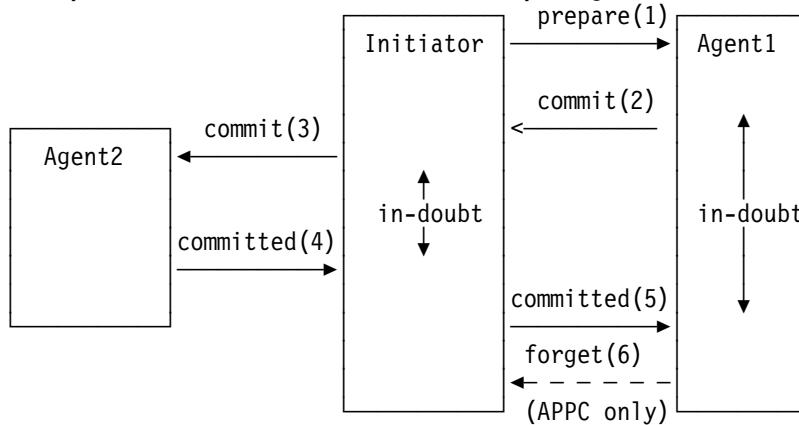 prepare(1)
Initiator
Agent1
commit(2)
commit(3)
Agent2
in-doubt
in-doubt
committed(4)
committed(5)
forget(6)
(APPC only)